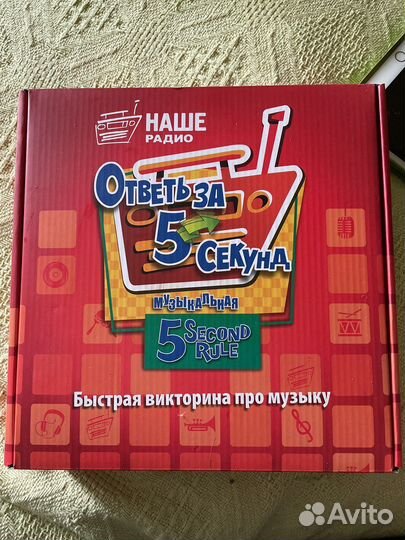 НАШЕ
РАДИО
ОТВЕТЬ ЗА
5 СЕКУНД
МУЗЫКАЛЬНАЯ
5 SECOND
RULE
Быстрая викторина про музыку
Avito